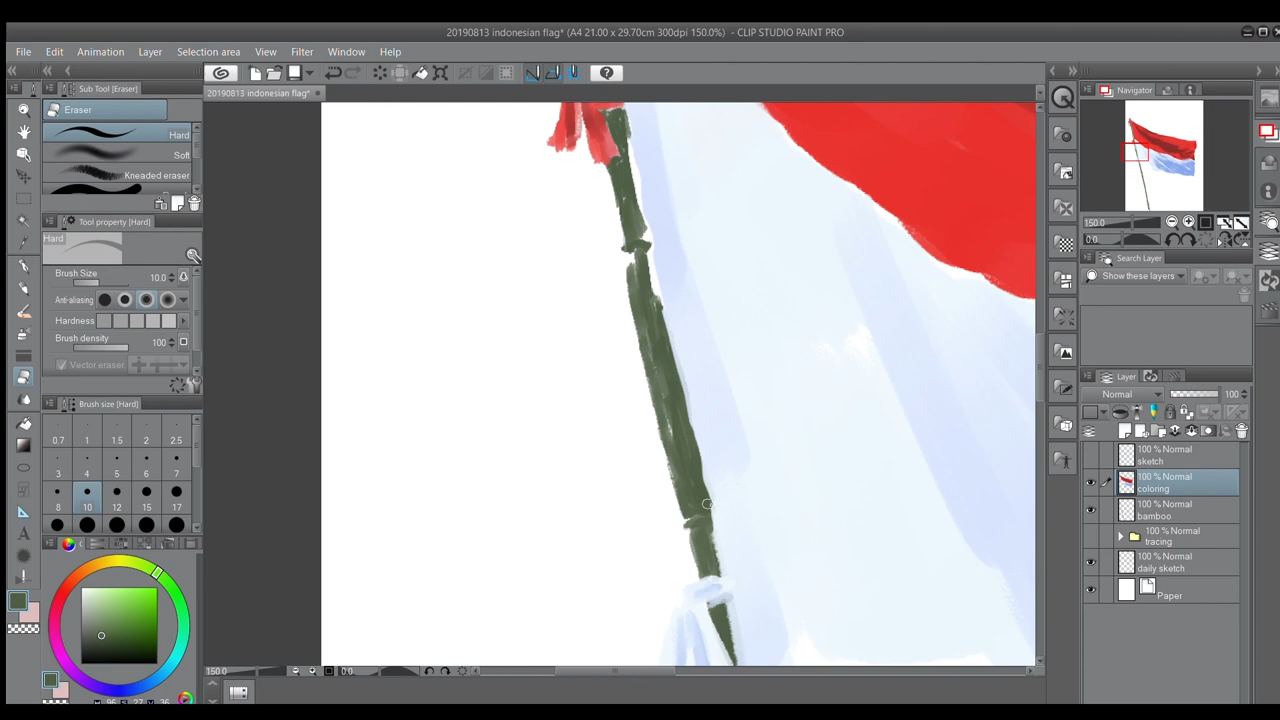 20190813 indonesian flag* (A4 21.00 x 29.70cm 300dpi 150.0%) - CLIP STUDIO PAINT PRO
File Edit Animation Layer Selection area View Filter Window Help
Sub Tool [Eraser]
20190813 indonesian flag*
Navigator
Eraser
Hard
Soft
Kneaded eraser
Tool property [Hard]
Hard
Brush Size 10.0
Anti-aliasing
Hardness
Brush density 100
Vector eraser
Brush size [Hard]
0.7 1 1.5 2 2.5
3 4 5 6 7
8 10 12 15 17
150.0
0.0
Search Layer
Show these layers
Layer
Normal 100
100 % Normal
sketch
100 % Normal
coloring
100 % Normal
bamboo
100 % Normal
tracing
100 % Normal
daily sketch
Paper
150.0 0.0